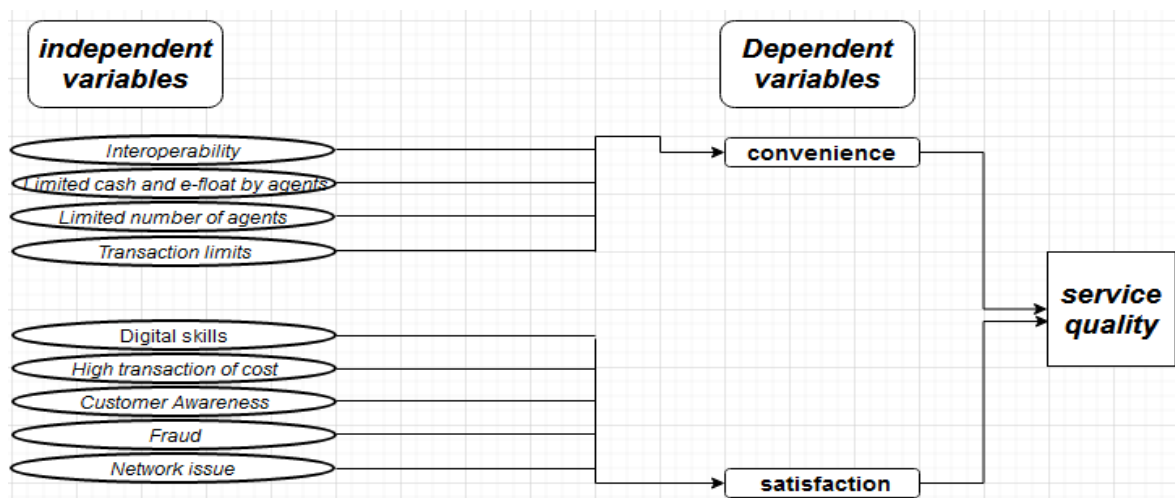 independent
variables
Dependent
variables
Interoperability
Limited cash and e-float by agents
Limited number of agents
Transaction limits
convenience
service
quality
Digital skills
High transaction of cost
Customer Awareness
Fraud
Network issue
satisfaction